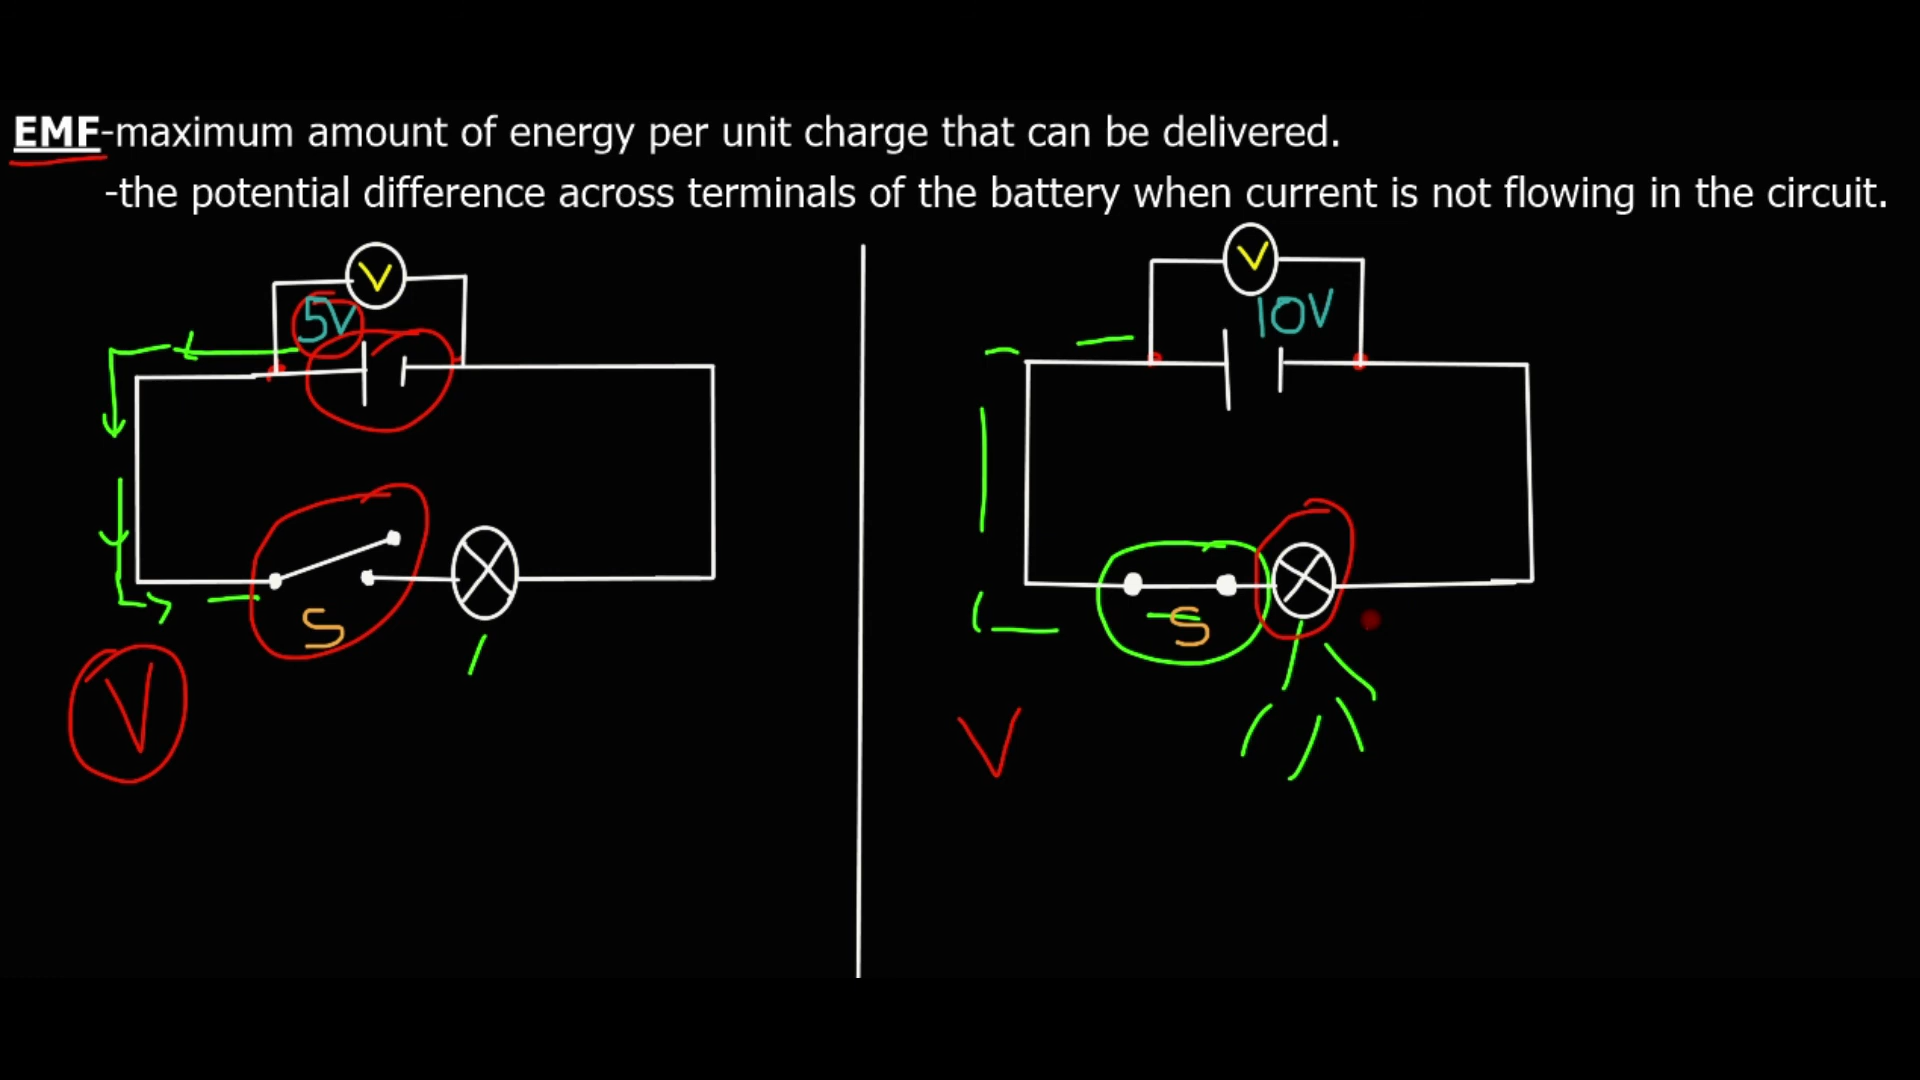 EMF-maximum amount of energy per unit charge that can be delivered.
-the potential difference across terminals of the battery when current is not flowing in the circuit.
V
V
5V
10V
S
S
V
V